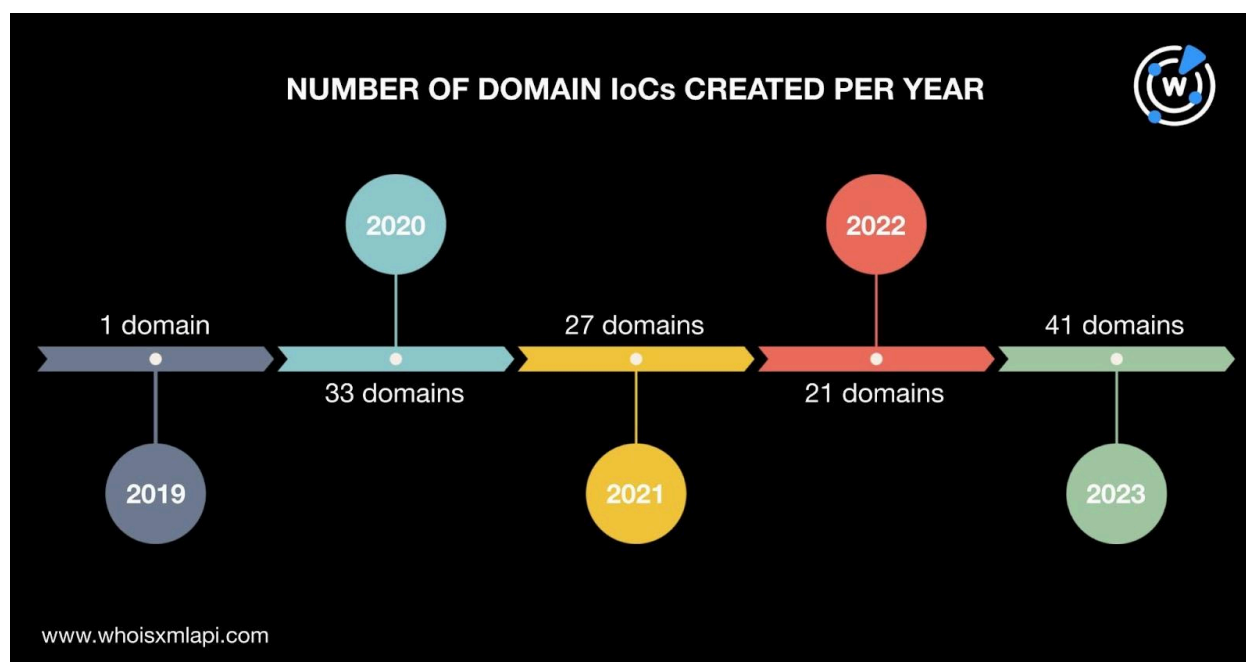 NUMBER OF DOMAIN IoCs CREATED PER YEAR
W
2020
2022
1 domain
27 domains
41 domains
33 domains
21 domains
2019
2021
2023
www.whoisxmlapi.com